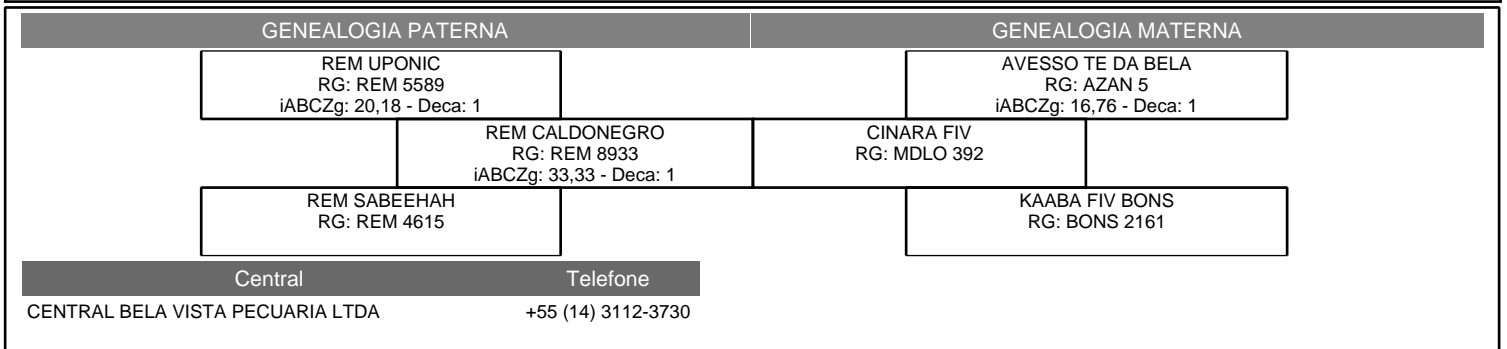 GENEALOGIA PATERNA
GENEALOGIA MATERNA
REM UPONIC
RG: REM 5589
iABCZg: 20,18 - Deca: 1
AVESSO TE DA BELA
RG: AZAN 5
iABCZg: 16,76 - Deca: 1
REM CALDONEGRO
RG: REM 8933
iABCZg: 33,33 - Deca: 1
CINARA FIV
RG: MDLO 392
REM SABEEHAH
RG: REM 4615
KAABA FIV BONS
RG: BONS 2161
Central Telefone
CENTRAL BELA VISTA PECUARIA LTDA +55 (14) 3112-3730